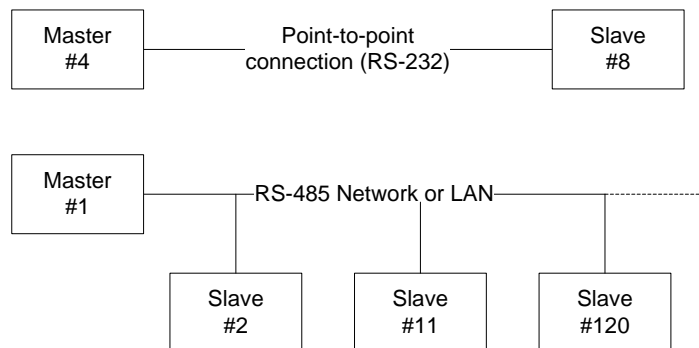 Master
#4
Point-to-point
connection (RS-232)
Slave
#8
Master
#1
RS-485 Network or LAN
Slave
#2
Slave
#11
Slave
#120